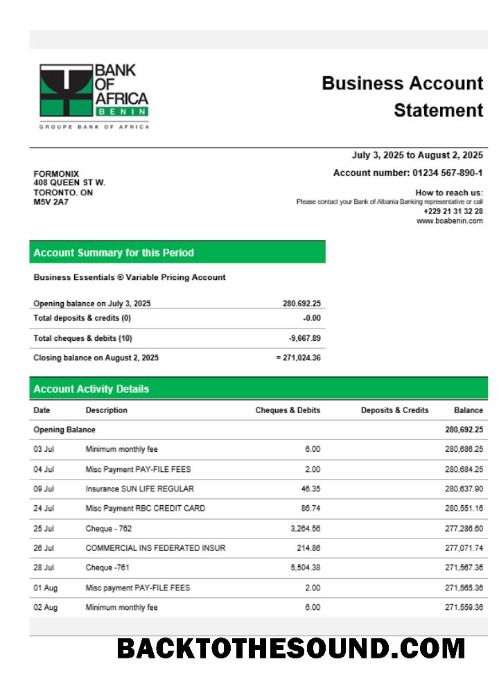 BANK
OF
AFRICA
BENIN
GROUPE BANK OF AFRICA
Business Account
Statement
July 3, 2025 to August 2, 2025
Account number: 01234 567-890-1
FORMONIX
408 QUEEN ST W.
TORONTO, ON
M5V 2A7
How to reach us:
Please contact your Bank of Albania Banking representative or call
+229 21 31 32 28
www.boabenin.com
Account Summary for this Period
Business Essentials ® Variable Pricing Account
Opening balance on July 3, 2025 280,692.25
Total deposits & credits (0) -0.00
Total cheques & debits (10) -9,667.89
Closing balance on August 2, 2025 = 271,024.36
Account Activity Details
Date Description Cheques & Debits Deposits & Credits Balance
Opening Balance 280,692.25
03 Jul Minimum monthly fee 6.00 280,686.25
04 Jul Misc Payment PAY-FILE FEES 2.00 280,684.25
09 Jul Insurance SUN LIFE REGULAR 46.35 280,637.90
24 Jul Misc Payment RBC CREDIT CARD 86.74 280,551.16
25 Jul Cheque - 762 3,264.56 277,286.60
26 Jul COMMERCIAL INS FEDERATED INSUR 214.86 277,071.74
28 Jul Cheque -761 5,504.38 271,567.36
01 Aug Misc payment PAY-FILE FEES 2.00 271,565.36
02 Aug Minimum monthly fee 6.00 271,559.36
BACKTOTHESOUND.COM